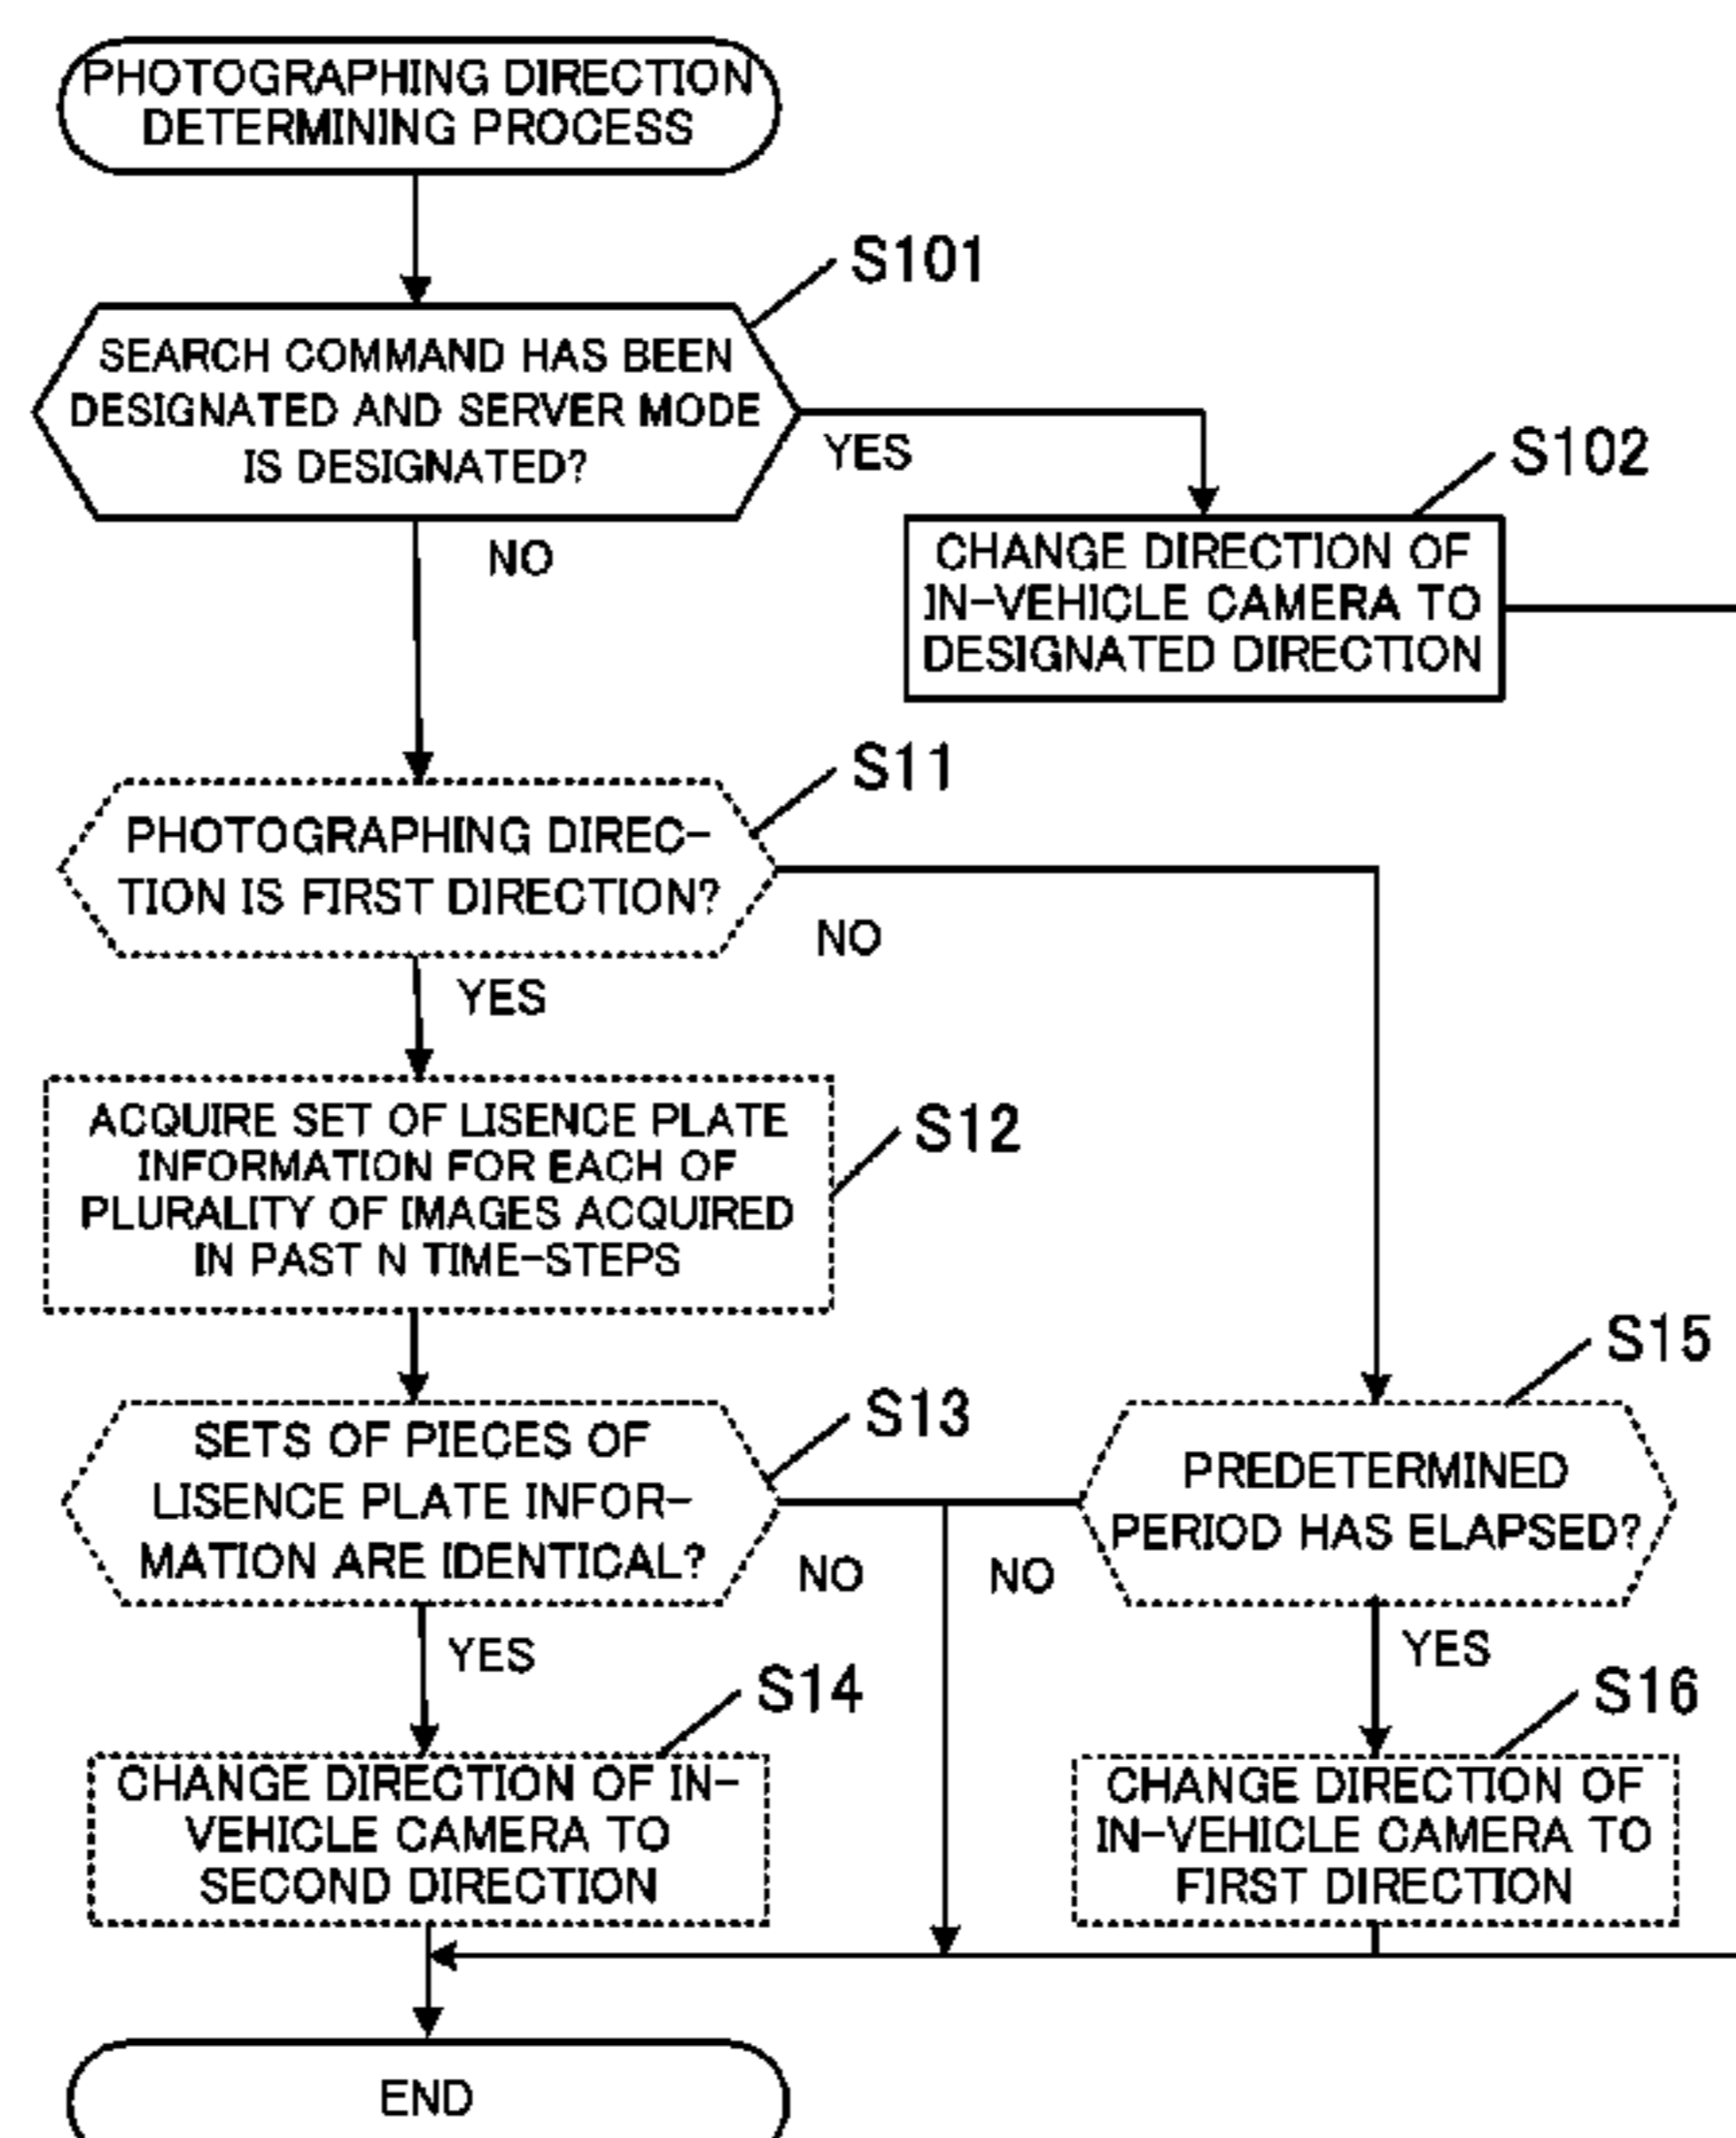 PHOTOGRAPHING DIRECTION
DETERMINING PROCESS
S101
SEARCH COMMAND HAS BEEN
DESIGNATED AND SERVER MODE
IS DESIGNATED?
YES
NO
S102
CHANGE DIRECTION OF
IN-VEHICLE CAMERA TO
DESIGNATED DIRECTION
S11
PHOTOGRAPHING DIREC-
TION IS FIRST DIRECTION?
NO
YES
S12
ACQUIRE SET OF LISENCE PLATE
INFORMATION FOR EACH OF
PLURALITY OF IMAGES ACQUIRED
IN PAST N TIME-STEPS
S13
SETS OF PIECES OF
LISENCE PLATE INFOR-
MATION ARE IDENTICAL?
NO
YES
S15
PREDETERMINED
PERIOD HAS ELAPSED?
NO
YES
S14
CHANGE DIRECTION OF IN-
VEHICLE CAMERA TO
SECOND DIRECTION
S16
CHANGE DIRECTION OF
IN-VEHICLE CAMERA TO
FIRST DIRECTION
END